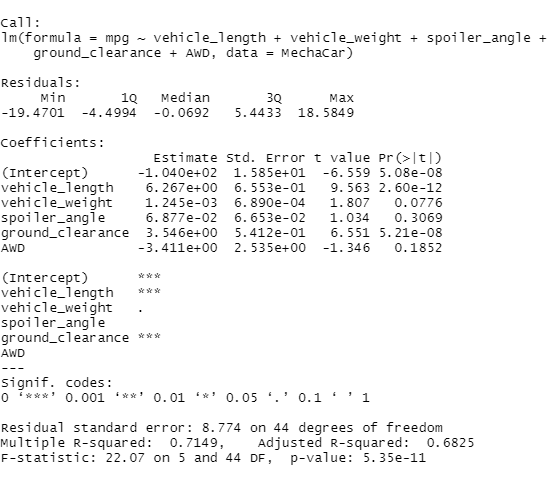 Call:
lm(formula = mpg ~ vehicle_length + vehicle_weight + spoiler_angle +
    ground_clearance + AWD, data = MechaCar)

Residuals:
     Min       1Q   Median       3Q      Max
-19.4701  -4.4994  -0.0692   5.4433  18.5849

Coefficients:
                   Estimate Std. Error t value Pr(>|t|)
(Intercept)      -1.040e+02  1.585e+01  -6.559 5.08e-08
vehicle_length    6.267e+00  6.553e-01   9.563 2.60e-12
vehicle_weight    1.245e-03  6.890e-04   1.807   0.0776
spoiler_angle     6.877e-02  6.653e-02   1.034   0.3069
ground_clearance  3.546e+00  5.412e-01   6.551 5.21e-08
AWD              -3.411e+00  2.535e+00  -1.346   0.1852

(Intercept)      ***
vehicle_length   ***
vehicle_weight   .
spoiler_angle
ground_clearance ***
AWD
---
Signif. codes:
0 ‘***’ 0.001 ‘**’ 0.01 ‘*’ 0.05 ‘.’ 0.1 ‘ ’ 1

Residual standard error: 8.774 on 44 degrees of freedom
Multiple R-squared:  0.7149,	Adjusted R-squared:  0.6825
F-statistic: 22.07 on 5 and 44 DF,  p-value: 5.35e-11